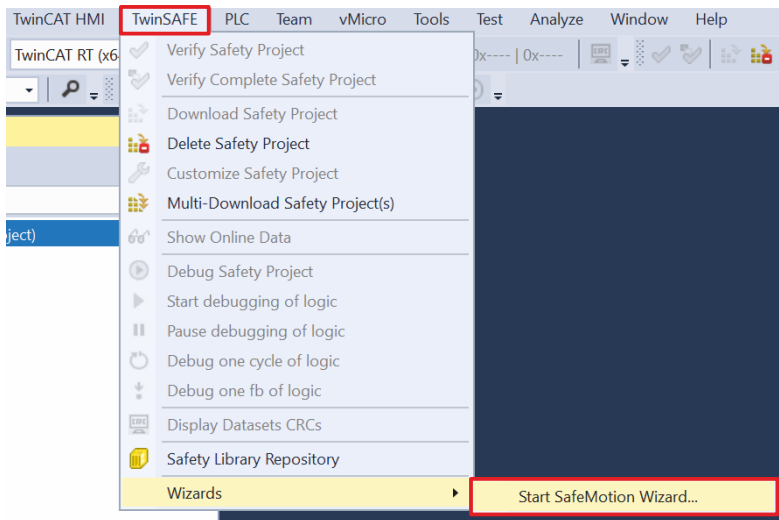 TwinCAT HMI TwinSAFE PLC Team vMicro Tools Test Analyze Window Help
TwinCAT RT (x6
Verify Safety Project
0x---- | 0x----
CRC
Verify Complete Safety Project
Download Safety Project
Delete Safety Project
Customize Safety Project
Multi-Download Safety Project(s)
oject)
Show Online Data
Debug Safety Project
Start debugging of logic
Pause debugging of logic
Debug one cycle of logic
Debug one fb of logic
CRC
Display Datasets CRCs
Safety Library Repository
Wizards
Start SafeMotion Wizard...